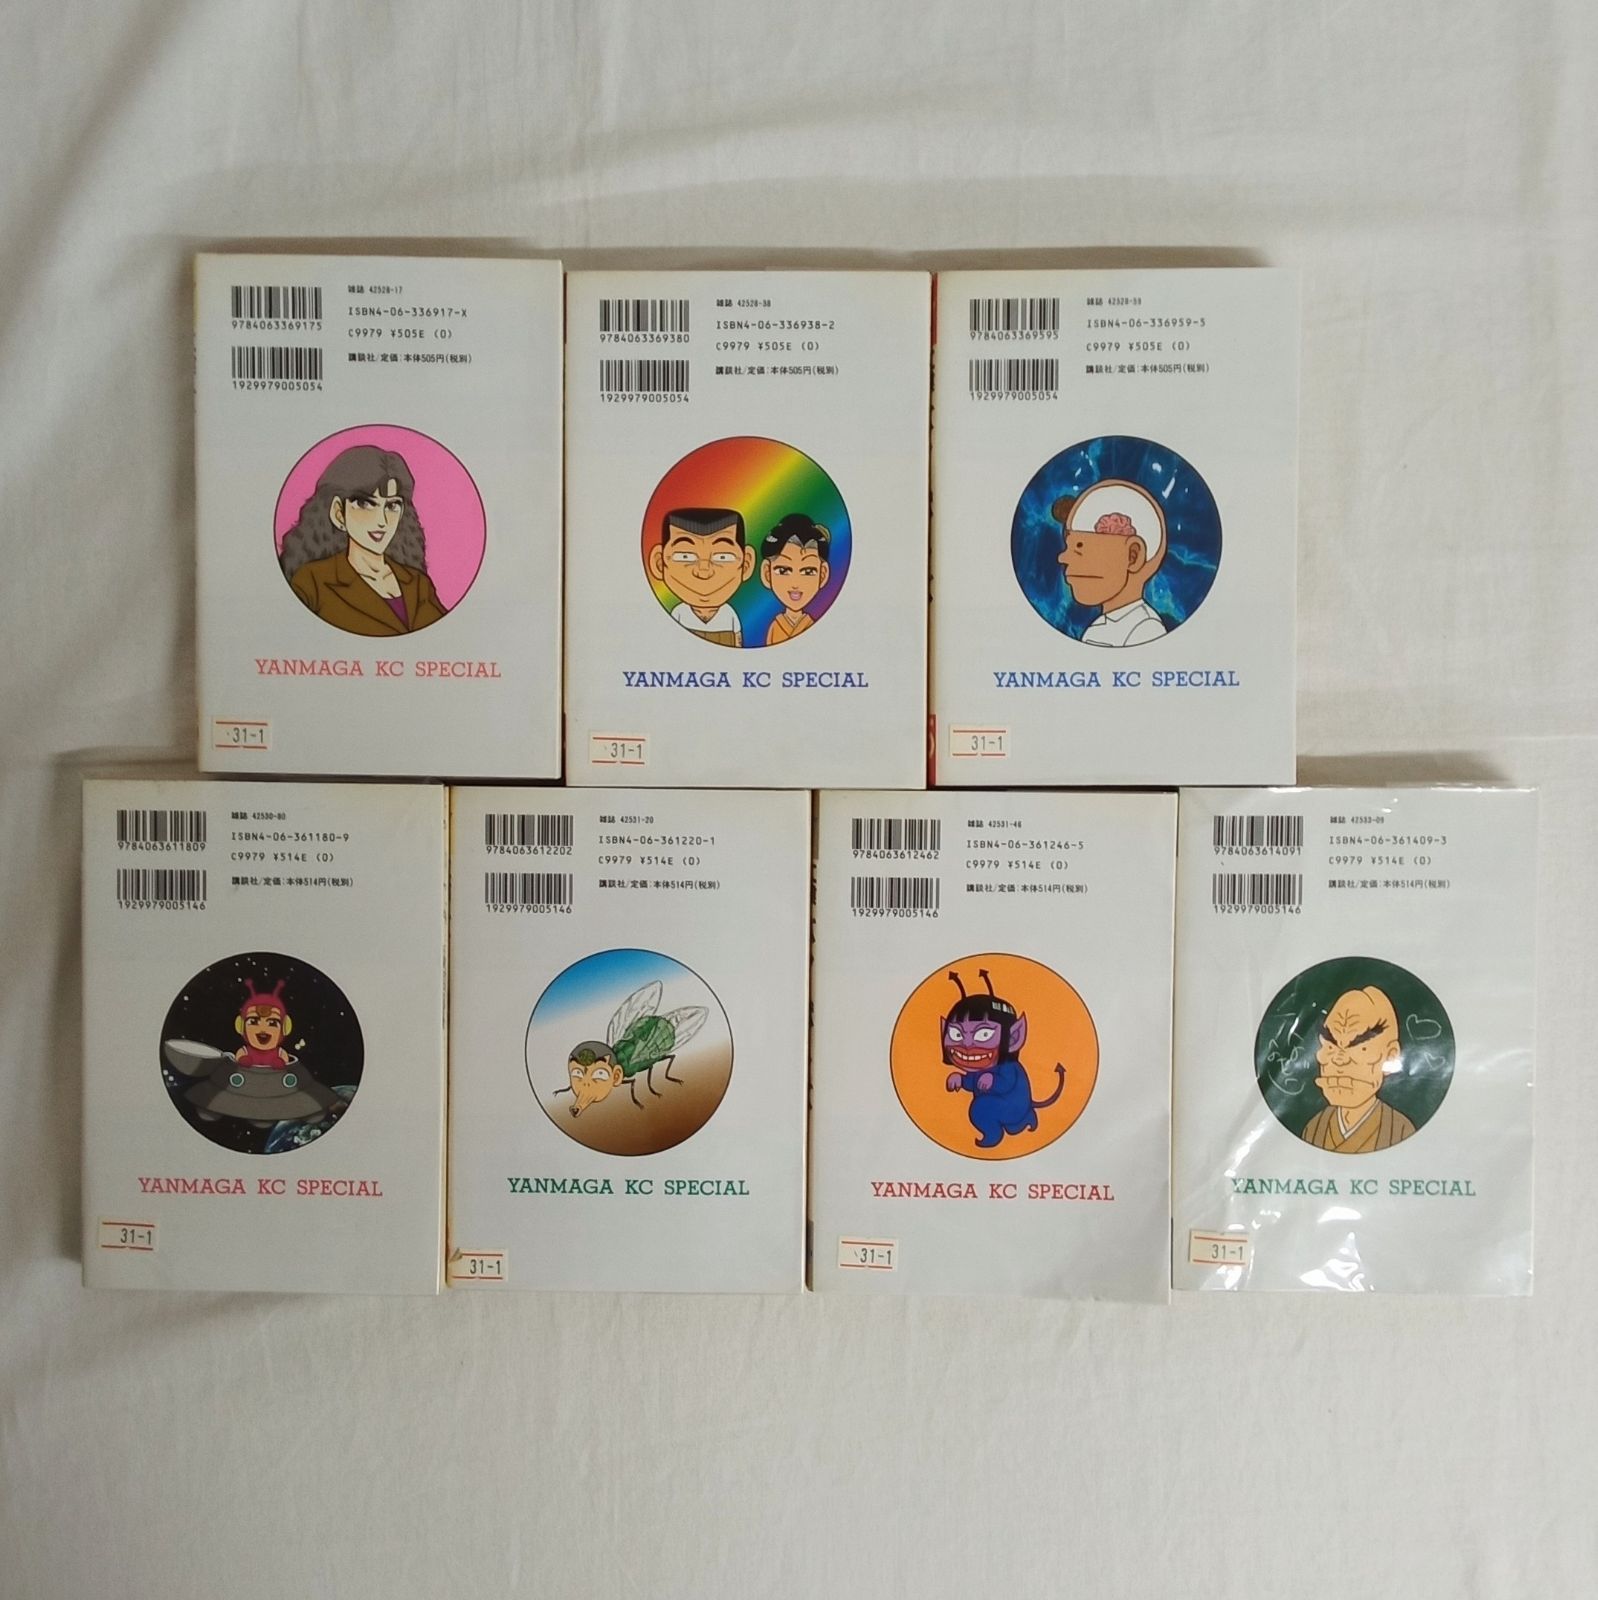 雑誌 42528-17
ISBN4-06-336917-X
C9979 ¥505E (0)
講談社/定価:本体505円(税別)
9784063369175
1929979005054
YANMAGA KC SPECIAL
31-1
雑誌 42528-38
ISBN4-06-336938-2
C9979 ¥505E (0)
講談社/定価:本体505円(税別)
9784063369380
1929979005054
YANMAGA KC SPECIAL
31-1
雑誌 42528-59
ISBN4-06-336959-5
C9979 ¥505E (0)
講談社/定価:本体505円(税別)
9784063369595
1929979005054
YANMAGA KC SPECIAL
31-1
雑誌 42530-80
ISBN4-06-361180-9
C9979 ¥514E (0)
講談社/定価:本体514円(税別)
9784063611809
1929979005146
YANMAGA KC SPECIAL
31-1
雑誌 42531-20
ISBN4-06-361220-1
C9979 ¥514E (0)
講談社/定価:本体514円(税別)
9784063612202
1929979005146
YANMAGA KC SPECIAL
31-1
雑誌 42531-46
ISBN4-06-361246-5
C9979 ¥514E (0)
講談社/定価:本体514円(税別)
9784063612462
1929979005146
YANMAGA KC SPECIAL
31-1
雑誌 42533-09
ISBN4-06-361409-3
C9979 ¥514E (0)
講談社/定価:本体514円(税別)
9784063614091
1929979005146
YANMAGA KC SPECIAL
31-1